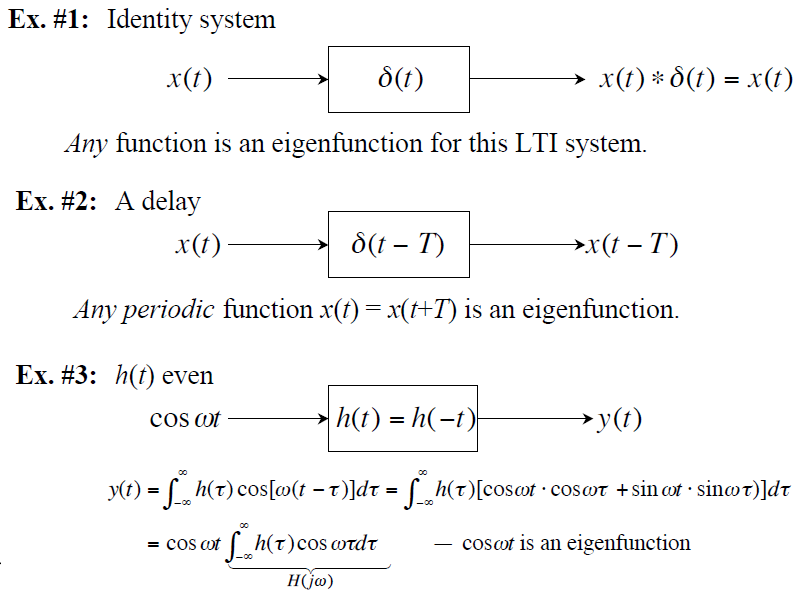 Ex. #1: Identity system
x(t) δ(t) x(t) * δ(t) = x(t)
Any function is an eigenfunction for this LTI system.
Ex. #2: A delay
x(t) δ(t − T) x(t − T)
Any periodic function x(t) = x(t+T) is an eigenfunction.
Ex. #3: h(t) even
cos ωt h(t) = h(−t) y(t)
y(t) = ∫_{−∞}^{∞} h(τ) cos[ω(t − τ)]dτ = ∫_{−∞}^{∞} h(τ)[cosωt · cosωτ + sin ωt · sinωτ)]dτ
= cos ωt ∫_{−∞}^{∞} h(τ)cos ωτdτ — cosωt is an eigenfunction
H(jω)